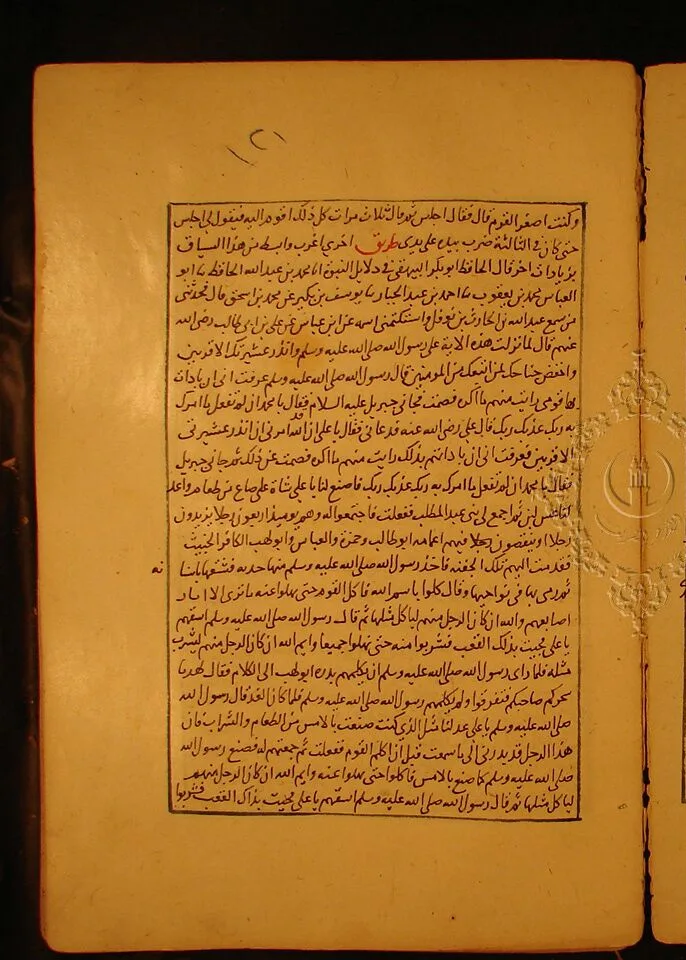 ١٢١
وكنت اصغر القوم قال فقال اجلس ثم قال ثلاث مرات كل ذلك اقوم اليه فيقول لي اجلس
حتى كان في الثالثة ضرب بيده على يدي طريق اخرى اغرب وابسط من هذا السياق
بزيادات اخر قال الحافظ ابو بكر البيهقي في دلايل النبوة انا محمد بن عبد الله الحافظ ثنا ابو
العباس محمد بن يعقوب ثنا احمد بن عبد الجبار ثنا يونس بن بكير عن محمد بن اسحق قال فحدثني
من سمع عبد الله بن الحارث بن نوفل واستكتمني اسمه عن ابن عباس عن علي بن ابي طالب رضي الله
عنهم قال لما نزلت هذه الاية على رسول الله صلى الله عليه وسلم وانذر عشيرتك الاقربين
واخفض جناحك لمن اتبعك من المومنين قال رسول الله صلى الله عليه وسلم عرفت اني ان بادات
بها قومي رايت منهم ما اكره فصمت فجاني جبريل عليه السلام فقال يا محمد ان لم تفعل ما امرك
به ربك عذبك ربك قال علي رضي الله عنه فدعاني فقال يا علي ان الله قد امرني ان انذر عشيرتي
الاقربين فعرفت اني ان بادأتهم بذلك رايت منهم ما اكره فصمت عن ذلك ثم جاني جبريل
فقال يا محمد ان لم تفعل ما امرك به ربك عذبك ربك فاصنع لنا يا علي شاة على صاع من طعام واعد
لنا عس لبن ثم اجمع لي بني عبد المطلب ففعلت فاجتمعوا له وهم يوميذ اربعون رجلا يزيدون
رجلا او ينقصون رجلا فيهم اعمامه ابو طالب وحمزة والعباس وابو لهب الكافر الخبيث
فقدمت اليهم تلك الجفنه فاخذ رسول الله صلى الله عليه وسلم منها حذيه فشقها باسنا
نه
ثم رمى بها في نواحيها وقال كلوا باسم الله فاكل القوم حتى نهلوا عنه ما نرى الا اثار
اصابعهم والله ان كان الرجل منهم لياكل مثلها ثم قال رسول الله صلى الله عليه وسلم اسقهم
يا علي فجيت بذلك القعب فشربوا منه حتى نهلوا جميعا وايم الله ان كان الرجل منهم ليشرب
مثله فلما راى رسول الله صلى الله عليه وسلم ان يكلمهم بدره ابو لهب الى الكلام فقال لهد ما
سحركم صاحبكم فتفرقوا ولم يكلمهم رسول الله صلى الله عليه وسلم فلما كان الغد قال رسول الله
صلى الله عليه وسلم يا علي عد لنا مثل الذي كنت صنعت بالامس من الطعام والشراب فان
هذا الرجل قد بدرني الى ما سمعت قبل ان اكلم القوم ففعلت ثم جمعتهم له فصنع رسول الله
صلى الله عليه وسلم كما صنع بالامس فاكلوا حتى نهلوا عنه وايم الله ان كان الرجل منهم
لياكل مثلها ثم قال رسول الله صلى الله عليه وسلم اسقهم يا علي فجيت بذاك القعب فشربوا